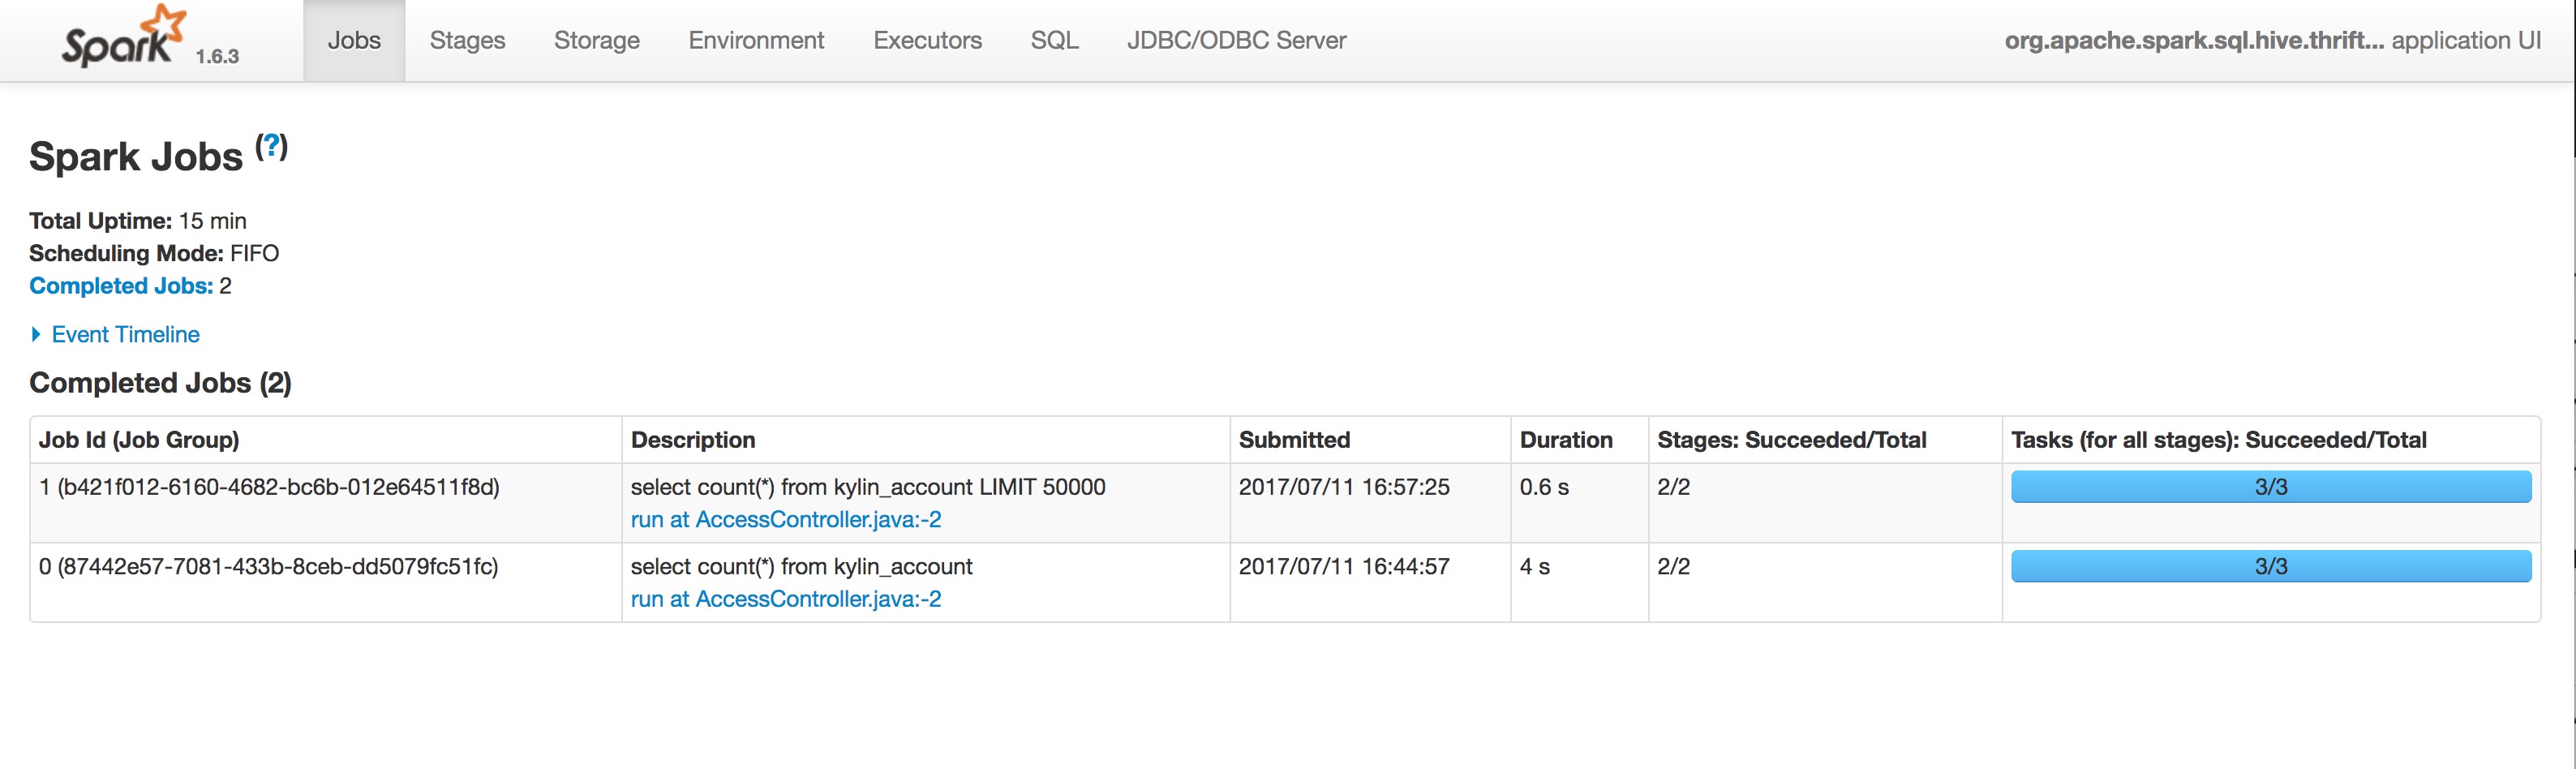 Spark 1.6.3 Jobs Stages Storage Environment Executors SQL JDBC/ODBC Server org.apache.spark.sql.hive.thrift... application UI
Spark Jobs (?)
Total Uptime: 15 min
Scheduling Mode: FIFO
Completed Jobs: 2
Event Timeline
Completed Jobs (2)
Job Id (Job Group) Description Submitted Duration Stages: Succeeded/Total Tasks (for all stages): Succeeded/Total
1 (b421f012-6160-4682-bc6b-012e64511f8d) select count(*) from kylin_account LIMIT 50000 2017/07/11 16:57:25 0.6 s 2/2 3/3
run at AccessController.java:-2
0 (87442e57-7081-433b-8ceb-dd5079fc51fc) select count(*) from kylin_account 2017/07/11 16:44:57 4 s 2/2 3/3
run at AccessController.java:-2